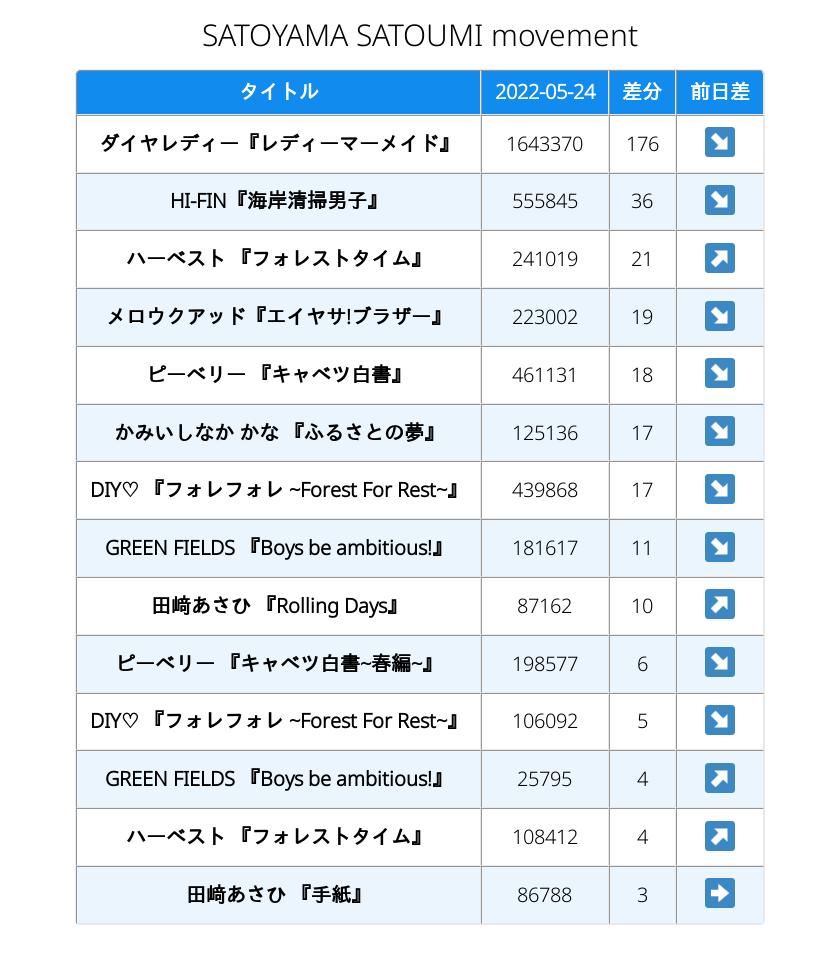 SATOYAMA SATOUMI movement
タイトル 2022-05-24 差分 前日差
ダイヤレディー『レディーマーメイド』 1643370 176 ↘
HI-FIN『海岸清掃男子』 555845 36 ↘
ハーベスト 『フォレストタイム』 241019 21 ↗
メロウクアッド『エイヤサ!ブラザー』 223002 19 ↘
ピーベリー 『キャベツ白書』 461131 18 ↘
かみいしなか かな 『ふるさとの夢』 125136 17 ↘
DIY♡ 『フォレフォレ ~Forest For Rest~』 439868 17 ↘
GREEN FIELDS 『Boys be ambitious!』 181617 11 ↘
田﨑あさひ 『Rolling Days』 87162 10 ↗
ピーベリー 『キャベツ白書~春編~』 198577 6 ↘
DIY♡ 『フォレフォレ ~Forest For Rest~』 106092 5 ↘
GREEN FIELDS 『Boys be ambitious!』 25795 4 ↗
ハーベスト 『フォレストタイム』 108412 4 ↗
田﨑あさひ 『手紙』 86788 3 ➡